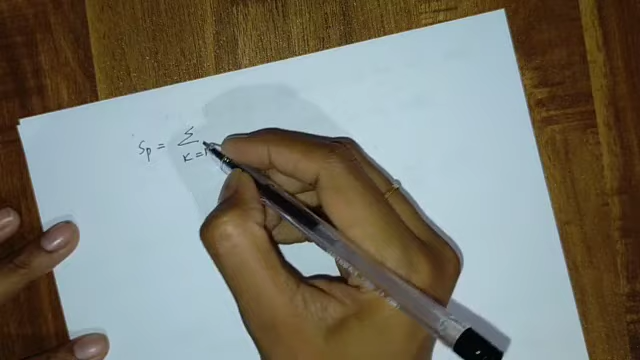 Sp = Σ
K =